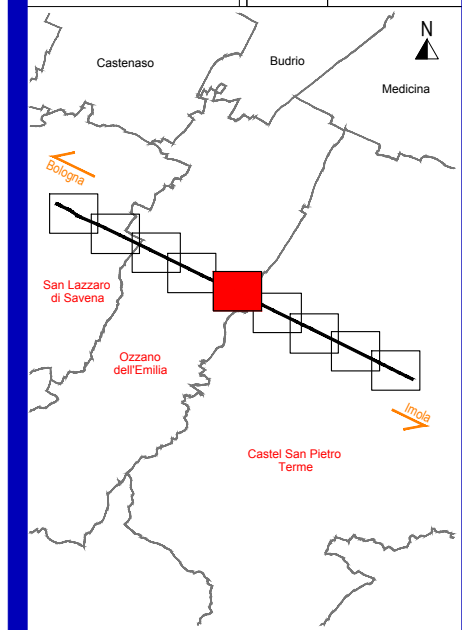 N
Castenaso
Budrio
Medicina
Bologna
San Lazzaro
di Savena
Ozzano
dell'Emilia
Imola
Castel San Pietro
Terme